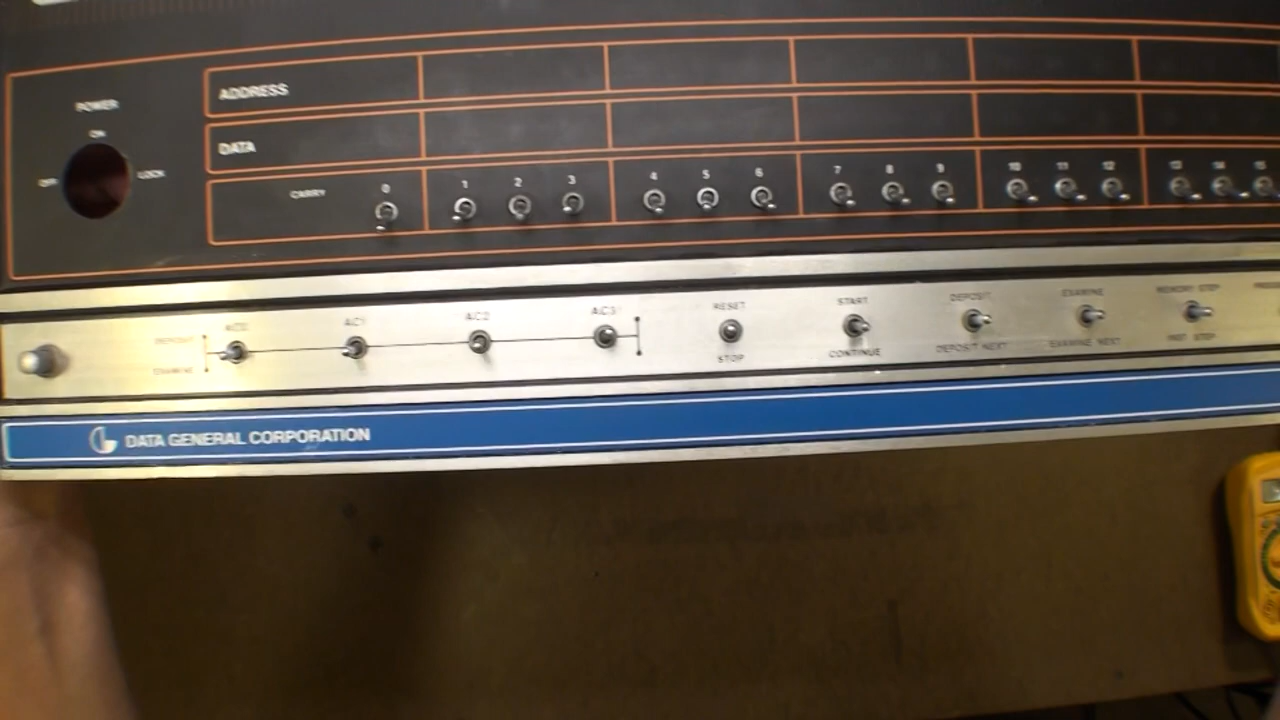 POWER
ON
OFF
LOCK
ADDRESS
DATA
CARRY
0 1 2 3 4 5 6 7 8 9 10 11 12 13 14 15
DEPOSIT
EXAMINE
AC0 AC1 AC2 AC3
RESET
STOP
START
CONTINUE
DEPOSIT
DEPOSIT NEXT
EXAMINE
EXAMINE NEXT
MEMORY STEP
INST STEP
DATA GENERAL CORPORATION